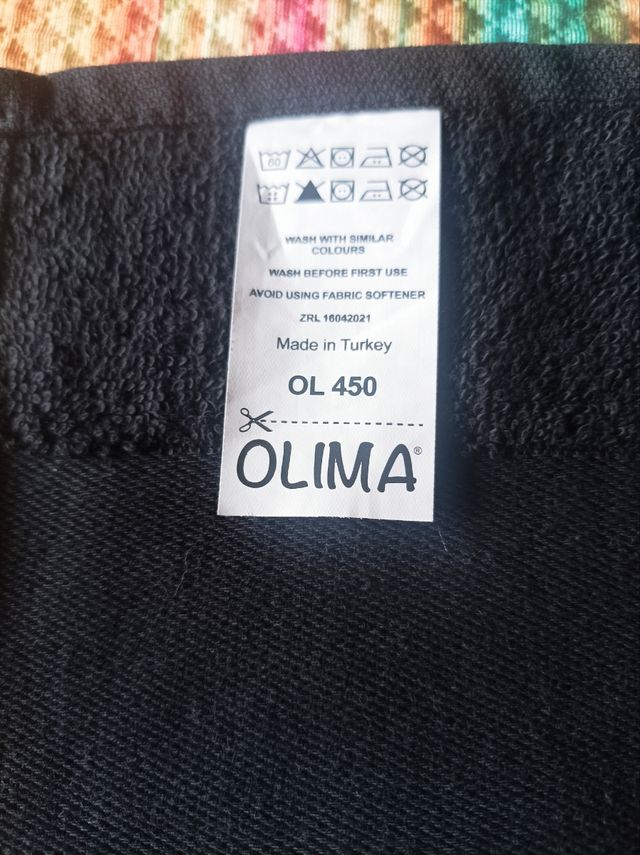 60
WASH WITH SIMILAR
COLOURS
WASH BEFORE FIRST USE
AVOID USING FABRIC SOFTENER
ZRL 16042021
Made in Turkey
OL 450
OLIMA®